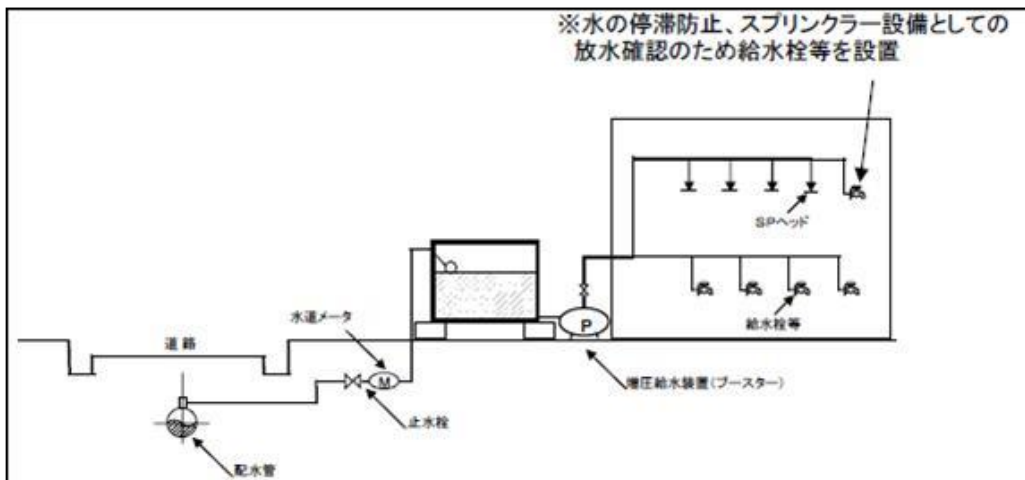 ※水の停滞防止、スプリンクラー設備としての
放水確認のため給水栓等を設置
SPヘッド
給水栓等
水道メータ
道路
P
増圧給水装置(ブースター)
M
止水栓
配水管